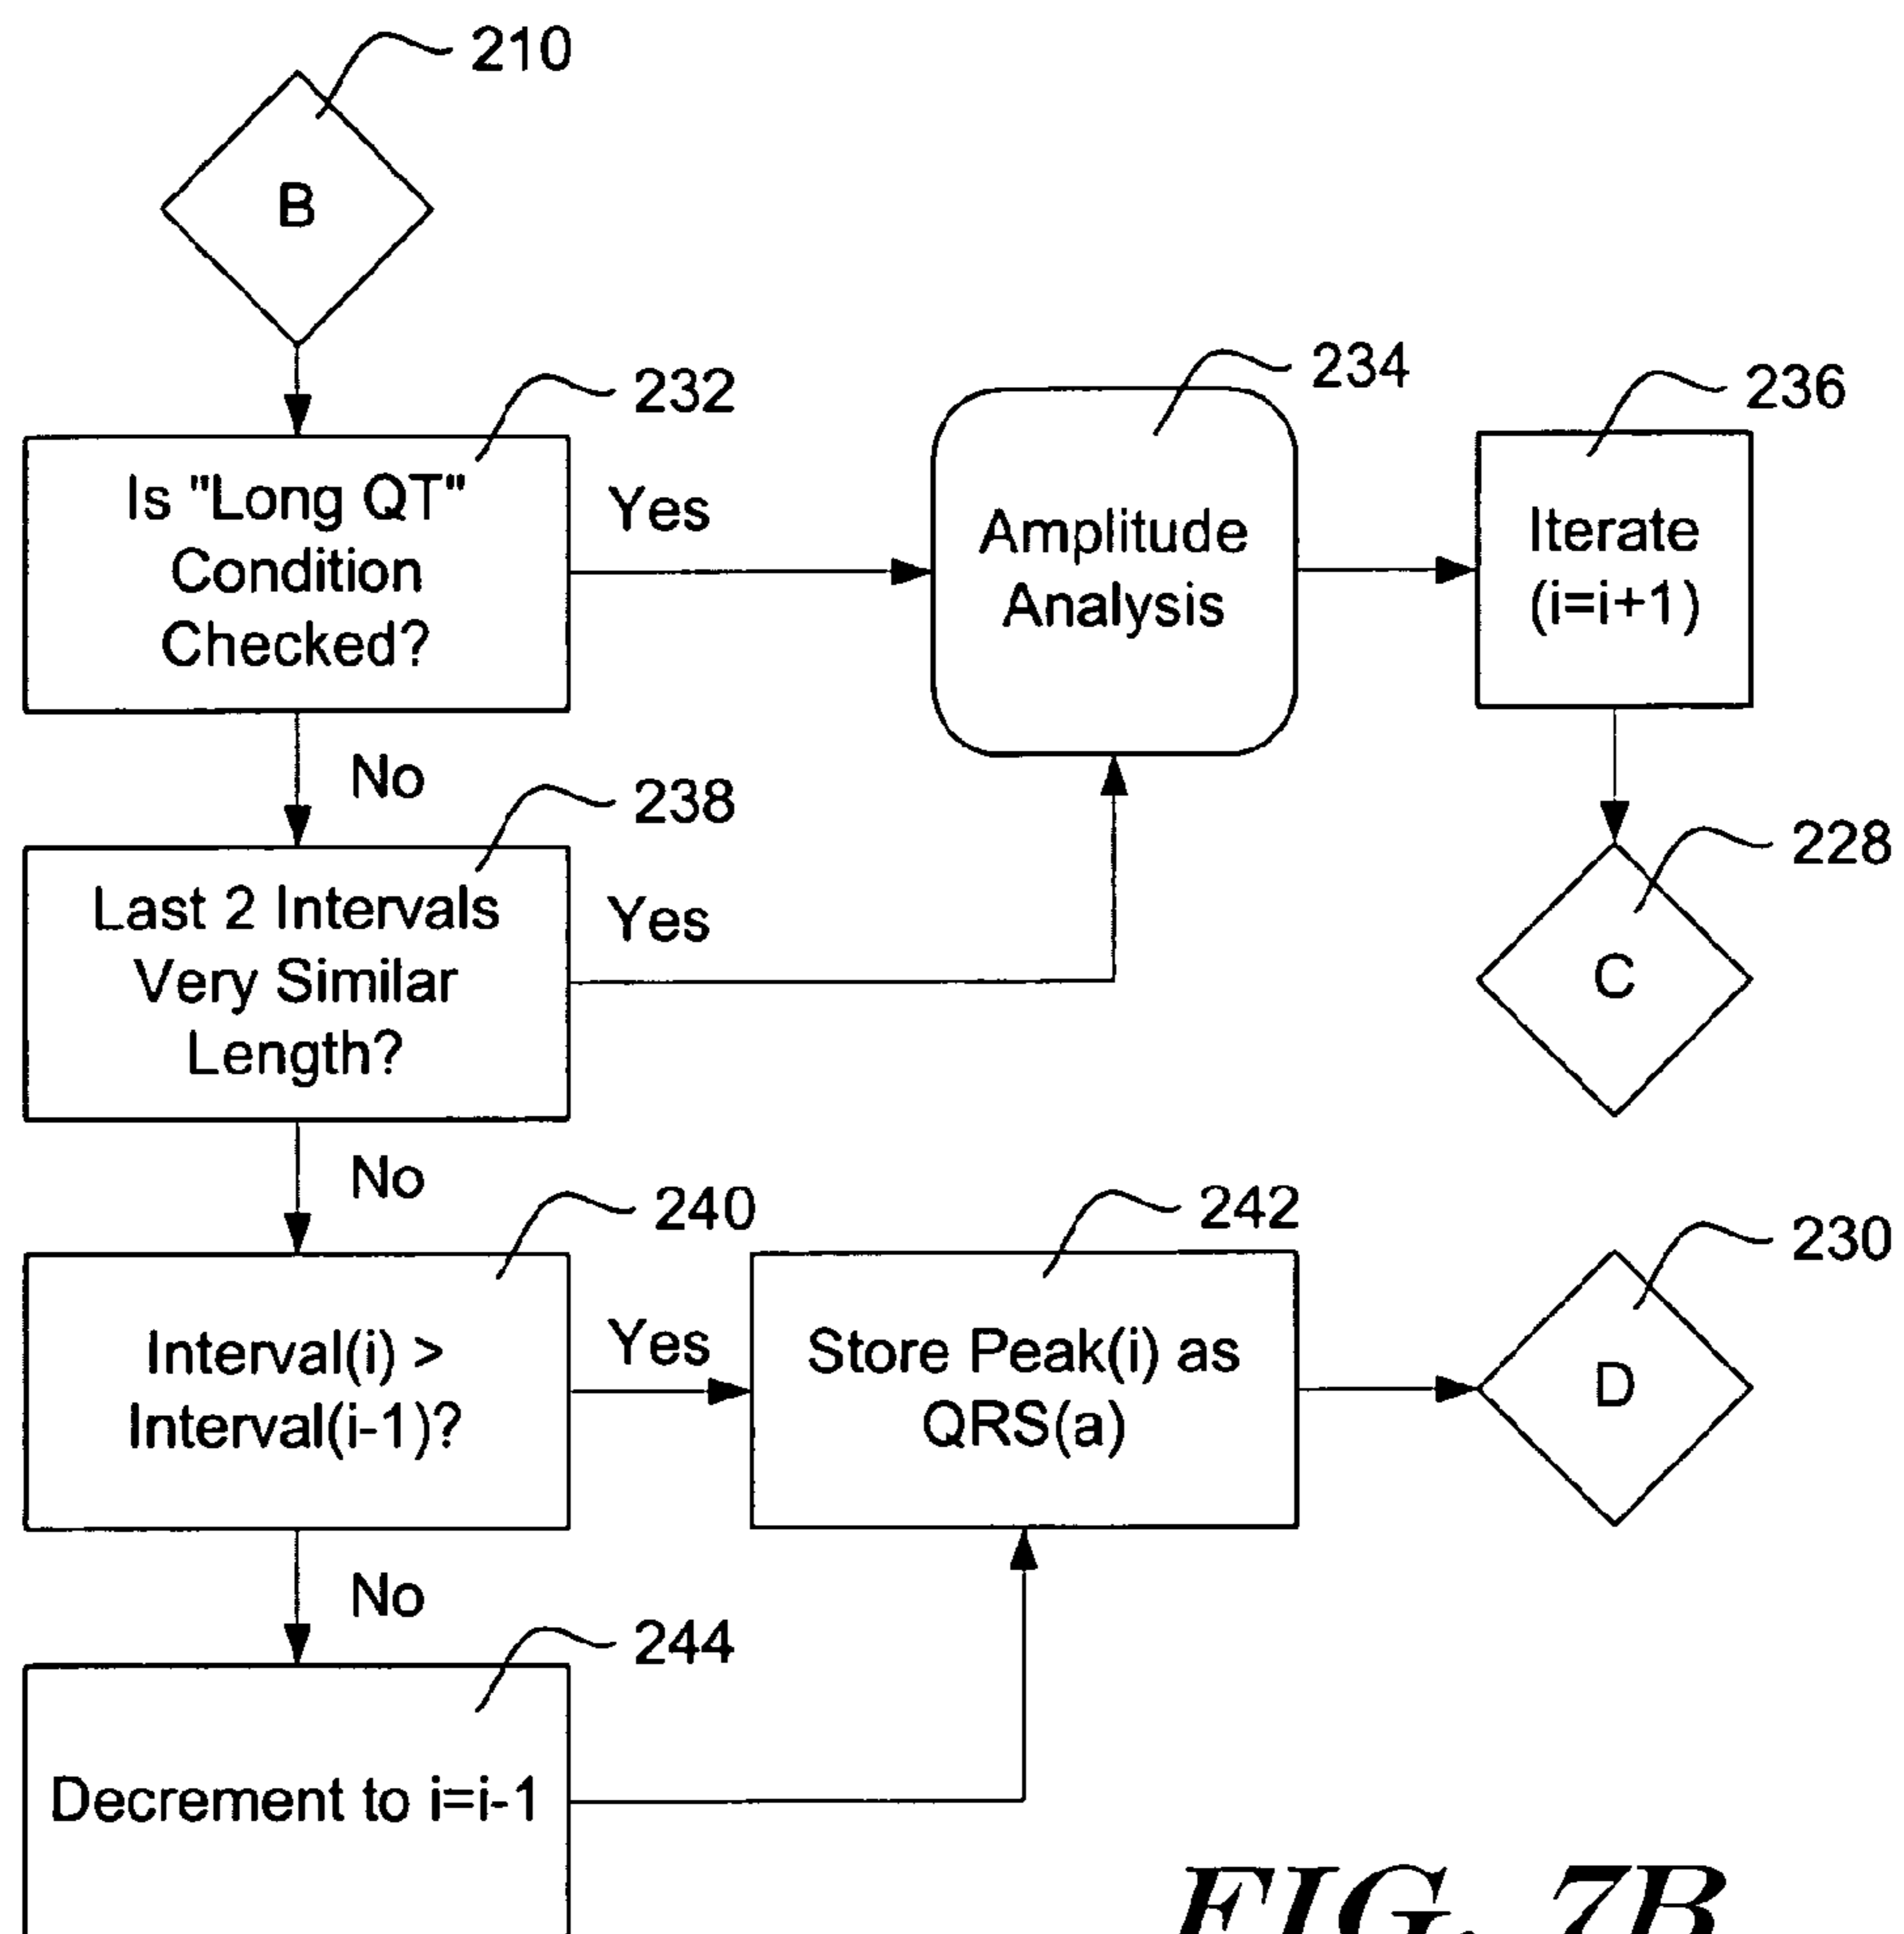 210
B
232
Is "Long QT"
Condition
Checked?
Yes
234
Amplitude
Analysis
236
Iterate
(i=i+1)
No
238
Last 2 Intervals
Very Similar
Length?
Yes
228
C
No
240
Interval(i) >
Interval(i-1)?
Yes
242
Store Peak(i) as
QRS(a)
230
D
No
244
Decrement to i=i-1
FIG. 7B